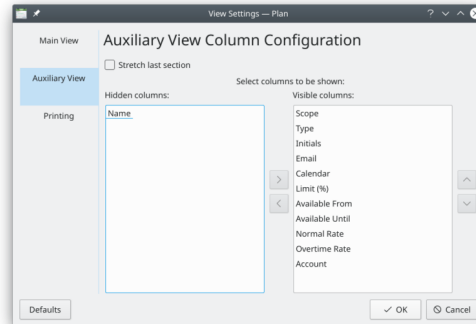 View Settings — Plan
Main View
Auxiliary View
Printing
Auxiliary View Column Configuration
Stretch last section
Select columns to be shown:
Hidden columns:
Name
Visible columns:
Scope
Type
Initials
Email
Calendar
Limit (%)
Available From
Available Until
Normal Rate
Overtime Rate
Account
Defaults
OK
Cancel